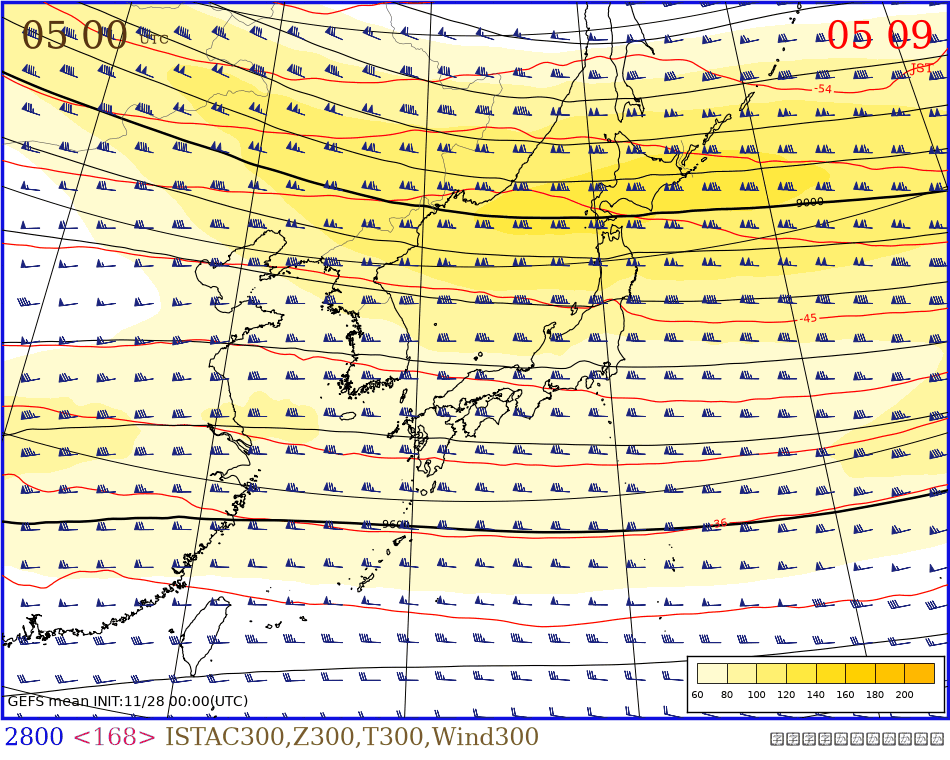 05 00 UTC 05 09
JST
-54
9000
-45
9600 -36
60 80 100 120 140 160 180 200
GEFS mean INIT:11/28 00:00(UTC)
2800 <168> ISTAC300,Z300,T300,Wind300